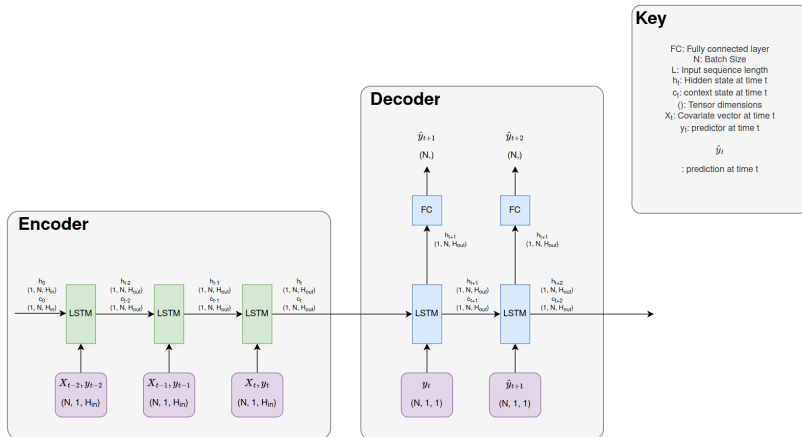 Key
FC: Fully connected layer
N: Batch Size
L: Input sequence length
hₜ: Hidden state at time t
cₜ: context state at time t
(): Tensor dimensions
Xₜ: Covariate vector at time t
yₜ: predictor at time t
ŷₜ
: prediction at time t
Decoder
ŷₜ₊₁
(N,)
FC
hₜ₊₁
(1, N, Hₒᵤₜ)
LSTM
hₜ₊₁
(1, N, Hₒᵤₜ)
cₜ₊₁
(1, N, Hₒᵤₜ)
yₜ
(N, 1, 1)
ŷₜ₊₂
(N,)
FC
hₜ₊₁
(1, N, Hₒᵤₜ)
LSTM
hₜ₊₂
(1, N, Hₒᵤₜ)
cₜ₊₂
(1, N, Hₒᵤₜ)
ŷₜ₊₁
(N, 1, 1)
Encoder
h₀
(1, N, Hᵢₙ)
c₀
(1, N, Hᵢₙ)
LSTM
Xₜ₋₂, yₜ₋₂
(N, 1, Hᵢₙ)
hₜ₋₂
(1, N, Hₒᵤₜ)
cₜ₋₂
(1, N, Hₒᵤₜ)
LSTM
Xₜ₋₁, yₜ₋₁
(N, 1, Hᵢₙ)
hₜ₋₁
(1, N, Hₒᵤₜ)
cₜ₋₁
(1, N, Hₒᵤₜ)
LSTM
Xₜ, yₜ
(N, 1, Hᵢₙ)
hₜ
(1, N, Hₒᵤₜ)
cₜ
(1, N, Hₒᵤₜ)